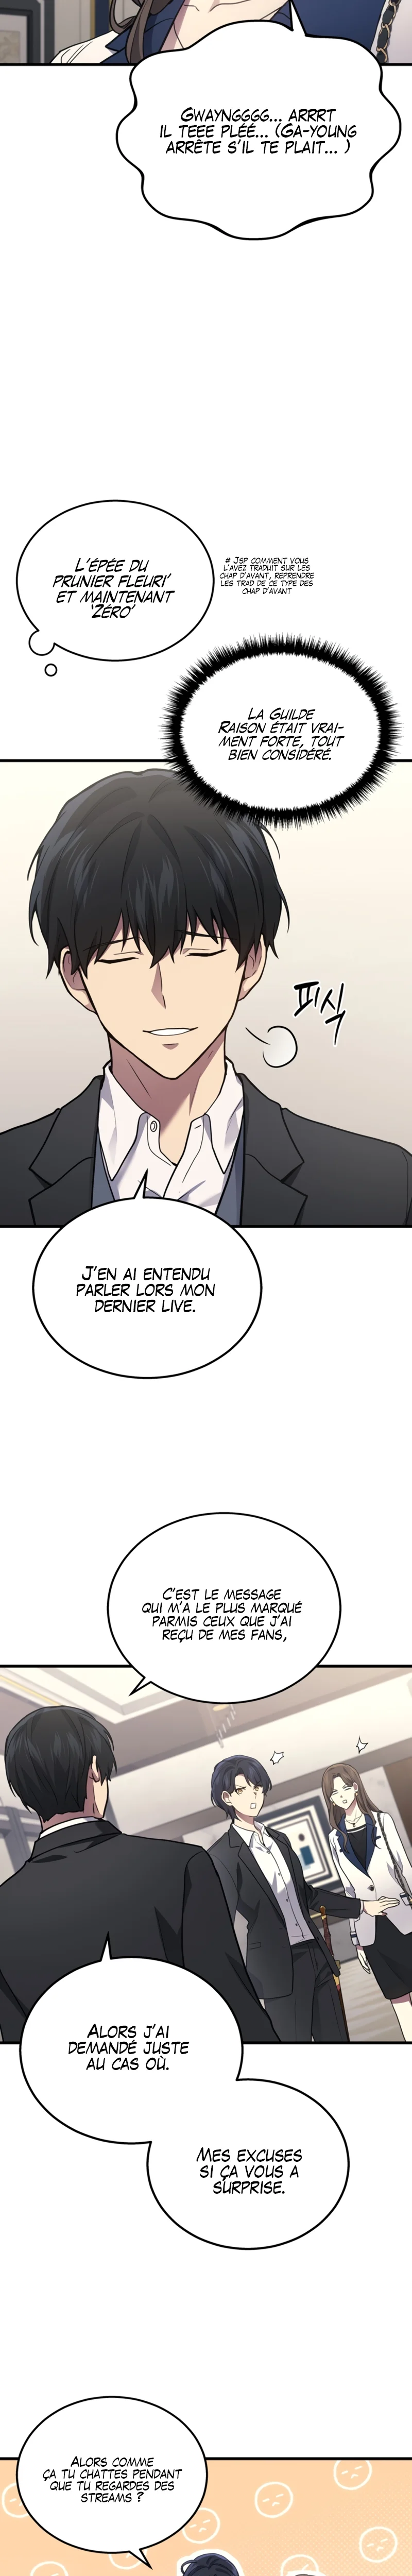 Gwayngggg... arrrt
il teee pléé... (Ga-young
arrête s'il te plait... )
L'épée du
prunier fleuri'
et maintenant
'Zéro'
# Jsp comment vous
l'avez traduit sur les
chap d'avant, reprendre
les trad de ce type des
chap d'avant
La Guilde
Raison était vrai-
ment forte, tout
bien considéré.
피식
J'en ai entendu
parler lors mon
dernier live.
C'est le message
qui m'a le plus marqué
parmis ceux que j'ai
reçu de mes fans,
Alors j'ai
demandé juste
au cas où.
Mes excuses
si ça vous a
surprise.
Alors comme
ça tu chattes pendant
que tu regardes des
streams ?